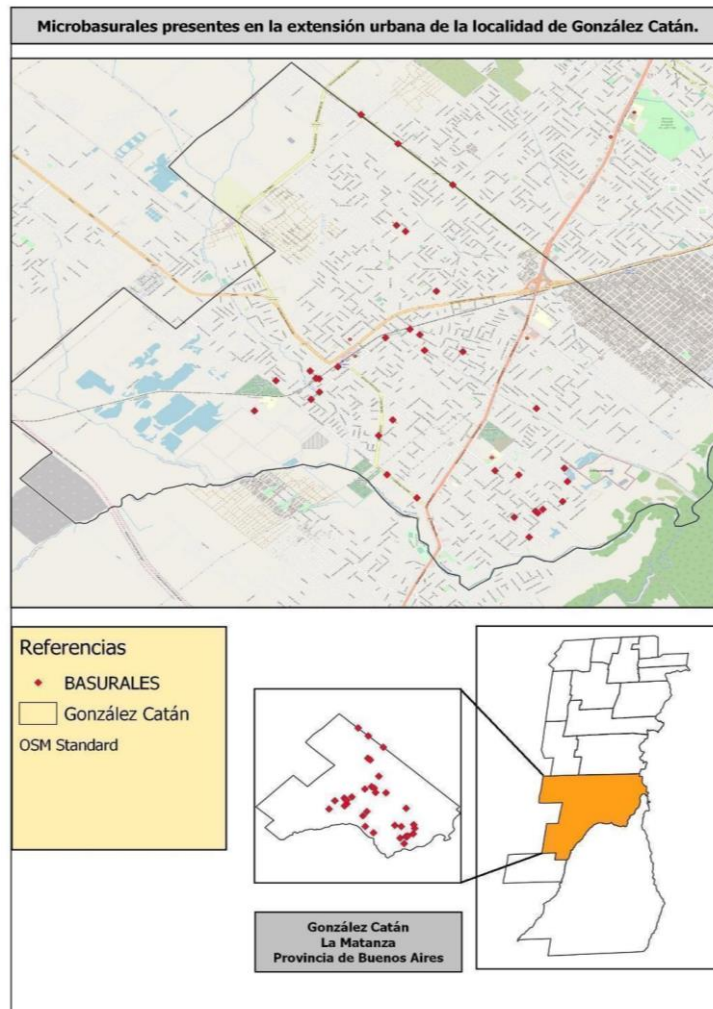 Microbasurales presentes en la extensión urbana de la localidad de González Catán.
Referencias
BASURALES
González Catán
OSM Standard
González Catán
La Matanza
Provincia de Buenos Aires